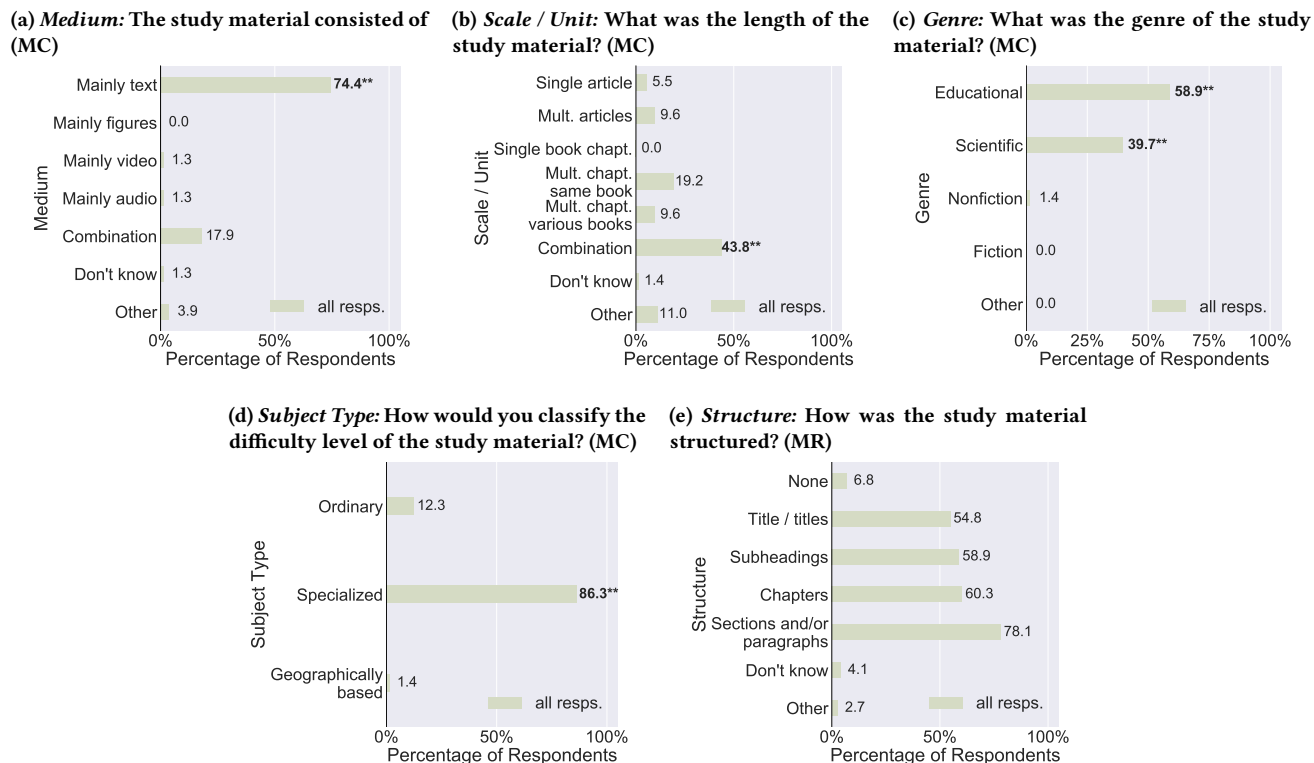 (a) Medium: The study material consisted of
(MC)
Medium
Mainly text
74.4**
Mainly figures
0.0
Mainly video
1.3
Mainly audio
1.3
Combination
17.9
Don't know
1.3
Other
3.9
all resps.
0%
50%
100%
Percentage of Respondents
(b) Scale / Unit: What was the length of the
study material? (MC)
Scale / Unit
Single article
5.5
Mult. articles
9.6
Single book chapt.
0.0
Mult. chapt.
same book
19.2
Mult. chapt.
various books
9.6
Combination
43.8**
Don't know
1.4
Other
11.0
all resps.
0%
50%
100%
Percentage of Respondents
(c) Genre: What was the genre of the study
material? (MC)
Genre
Educational
58.9**
Scientific
39.7**
Nonfiction
1.4
Fiction
0.0
Other
0.0
all resps.
0%
25%
50%
75%
100%
Percentage of Respondents
(d) Subject Type: How would you classify the
difficulty level of the study material? (MC)
Subject Type
Ordinary
12.3
Specialized
86.3**
Geographically
based
1.4
all resps.
0%
50%
100%
Percentage of Respondents
(e) Structure: How was the study material
structured? (MR)
Structure
None
6.8
Title / titles
54.8
Subheadings
58.9
Chapters
60.3
Sections and/or
paragraphs
78.1
Don't know
4.1
Other
2.7
all resps.
0%
50%
100%
Percentage of Respondents